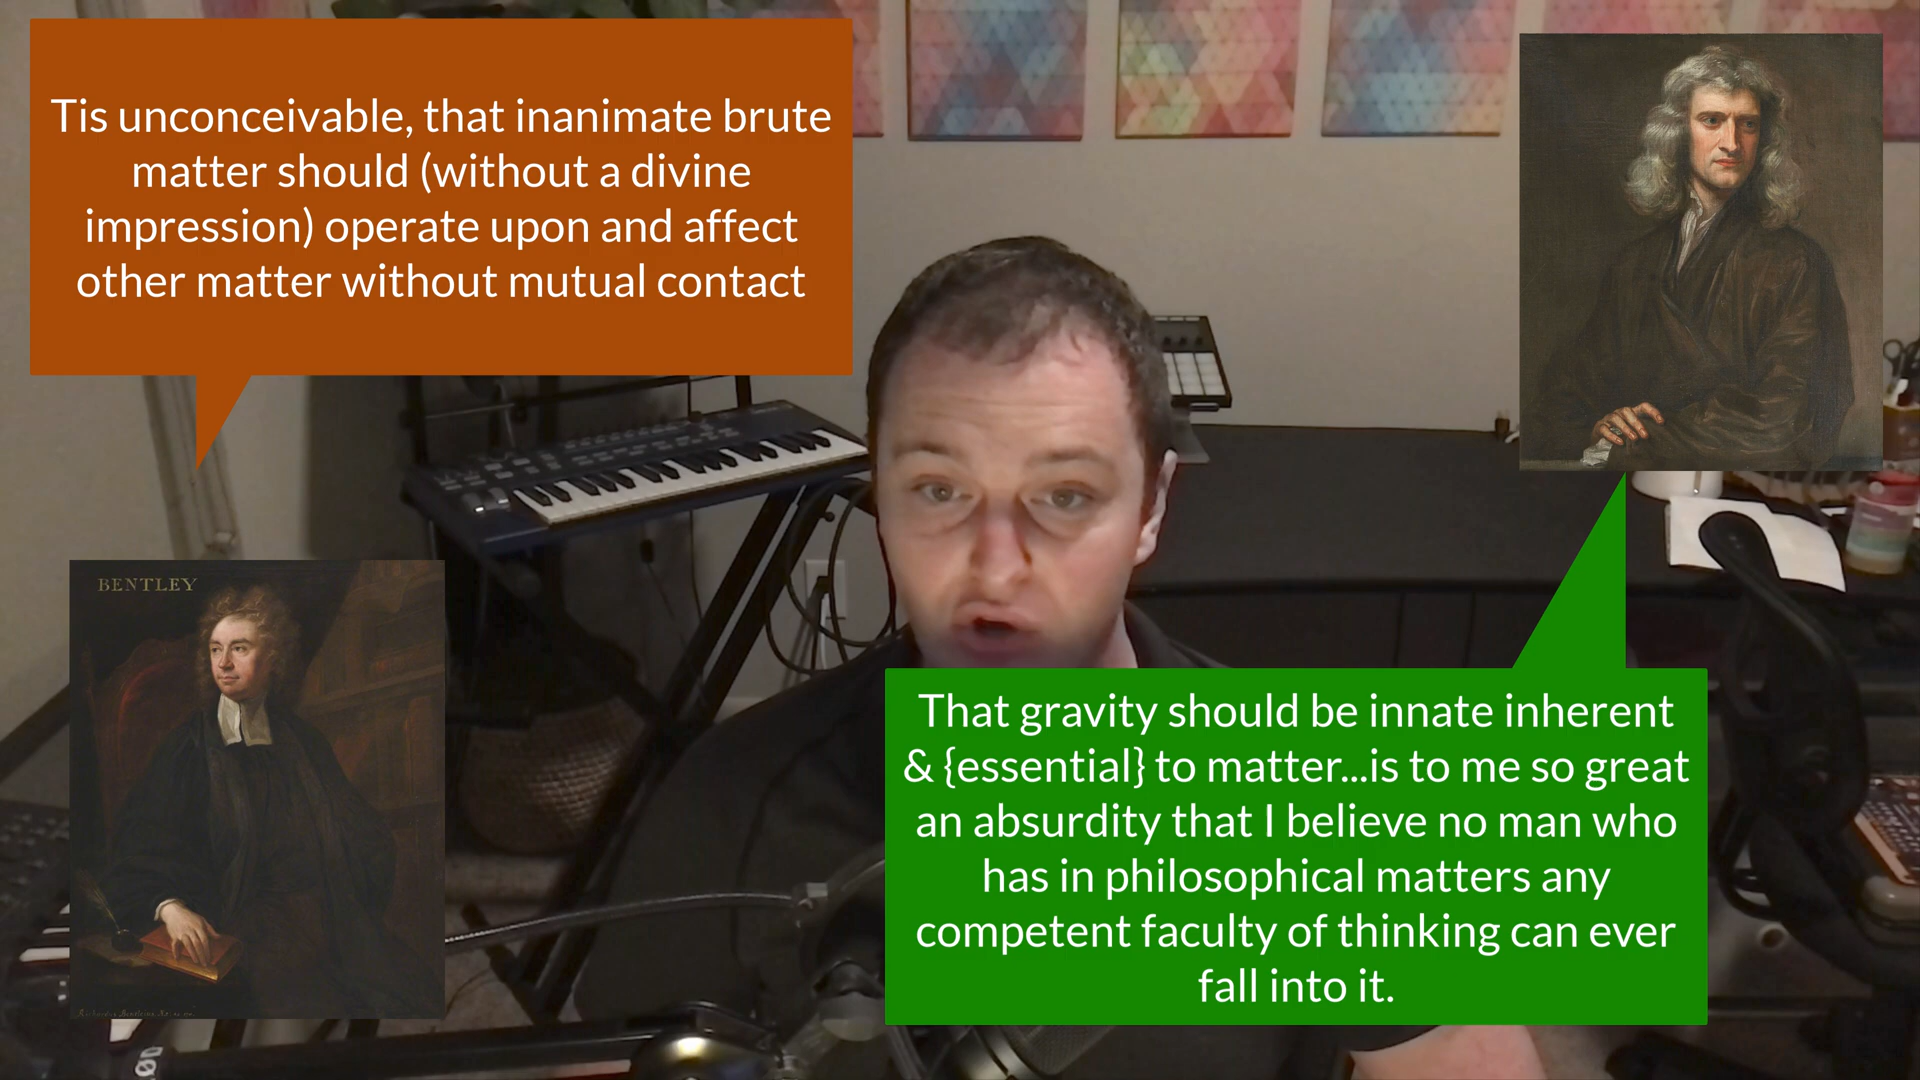 Tis unconceivable, that inanimate brute
matter should (without a divine
impression) operate upon and affect
other matter without mutual contact
BENTLEY
That gravity should be innate inherent
& {essential} to matter...is to me so great
an absurdity that I believe no man who
has in philosophical matters any
competent faculty of thinking can ever
fall into it.